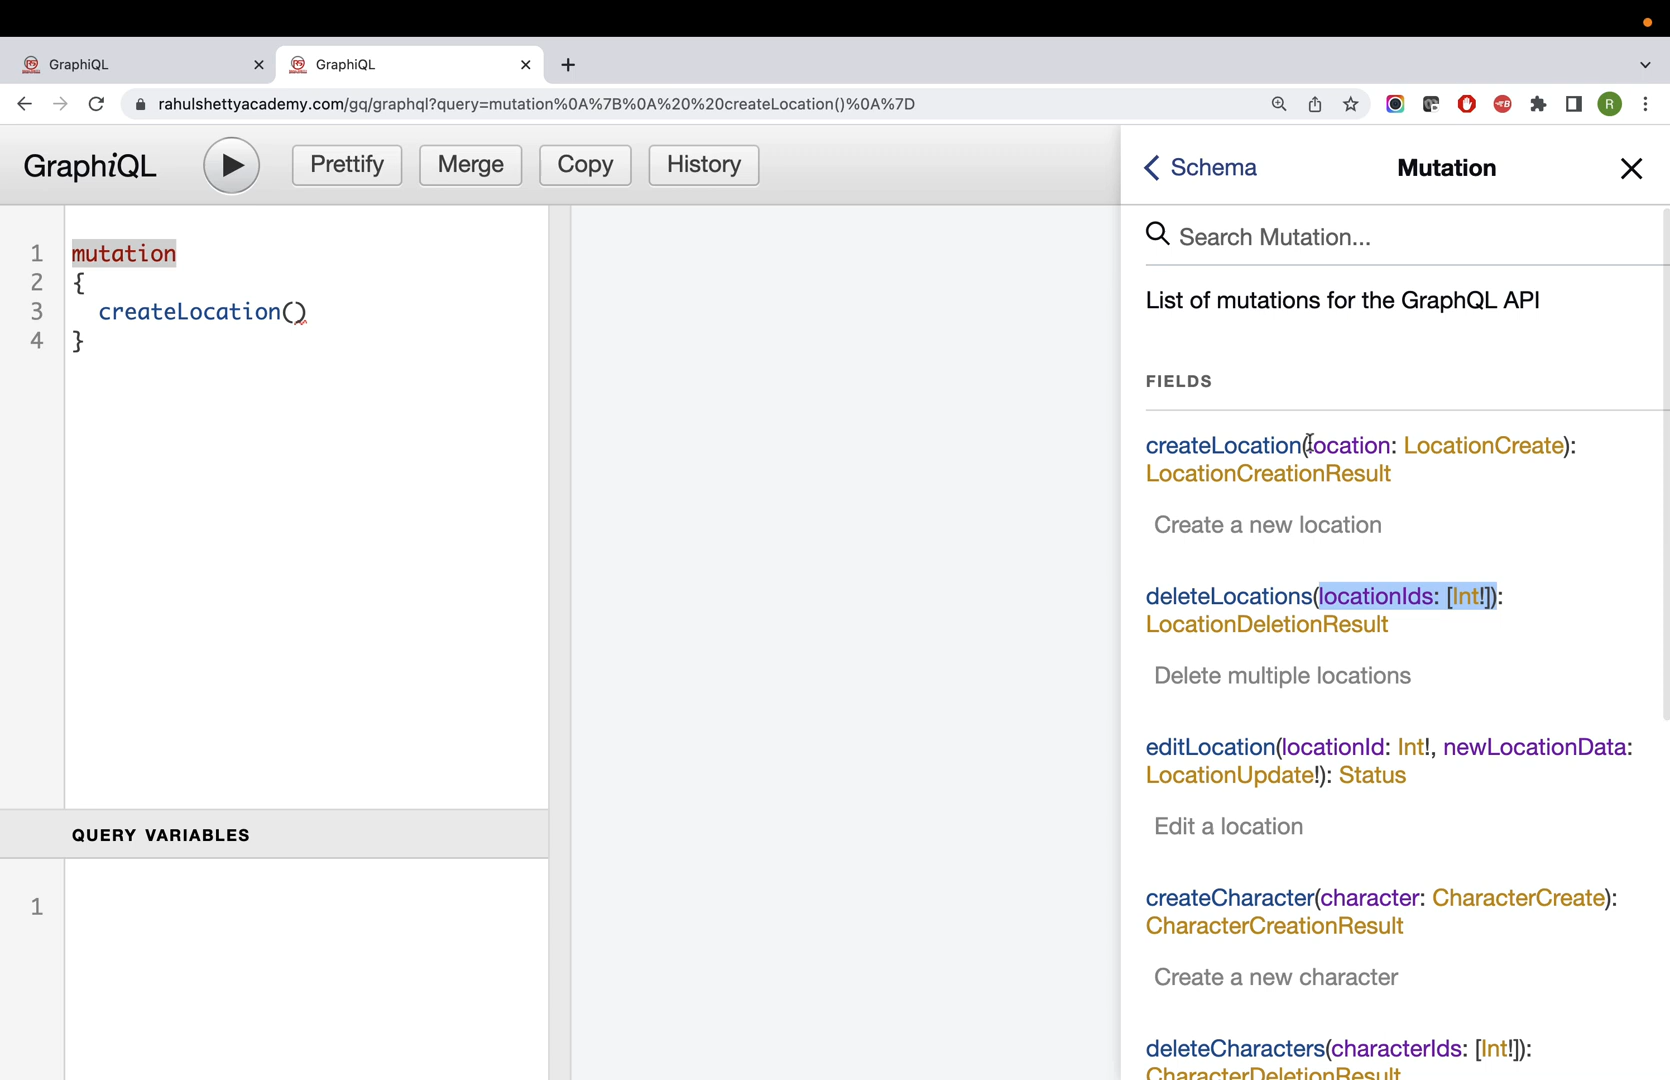 GraphiQL
GraphiQL
rahulshettyacademy.com/gq/graphql?query=mutation%0A%7B%0A%20%20createLocation()%0A%7D
R
GraphiQL
Prettify
Merge
Copy
History
Schema
Mutation
1 mutation
2 {
3 createLocation()
4 }
QUERY VARIABLES
1
Search Mutation...
List of mutations for the GraphQL API
FIELDS
createLocation(location: LocationCreate):
LocationCreationResult
Create a new location
deleteLocations(locationIds: [Int!]):
LocationDeletionResult
Delete multiple locations
editLocation(locationId: Int!, newLocationData:
LocationUpdate!): Status
Edit a location
createCharacter(character: CharacterCreate):
CharacterCreationResult
Create a new character
deleteCharacters(characterIds: [Int!]):
CharacterDeletionResult